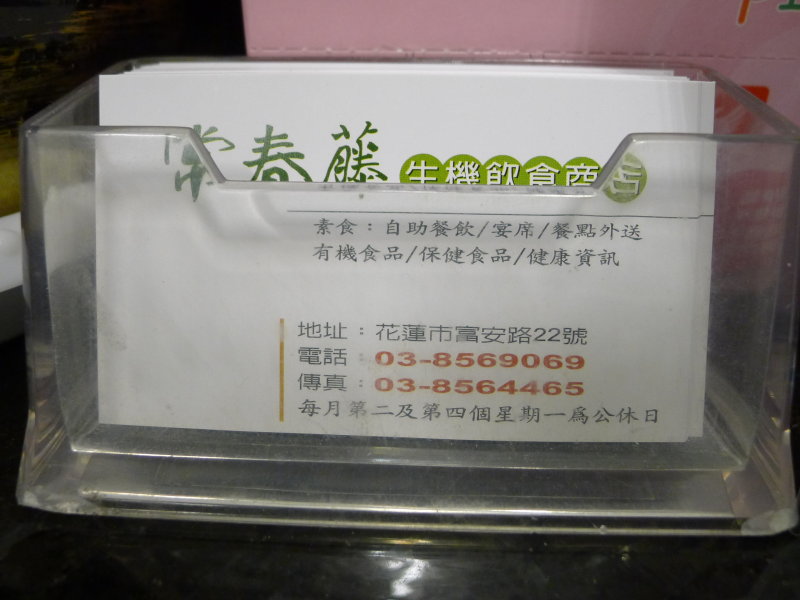 常春藤 生機飲食商店
素食：自助餐飲/宴席/餐點外送
有機食品/保健食品/健康資訊
地址：花蓮市富安路22號
電話：03-8569069
傳真：03-8564465
每月第二及第四個星期一為公休日